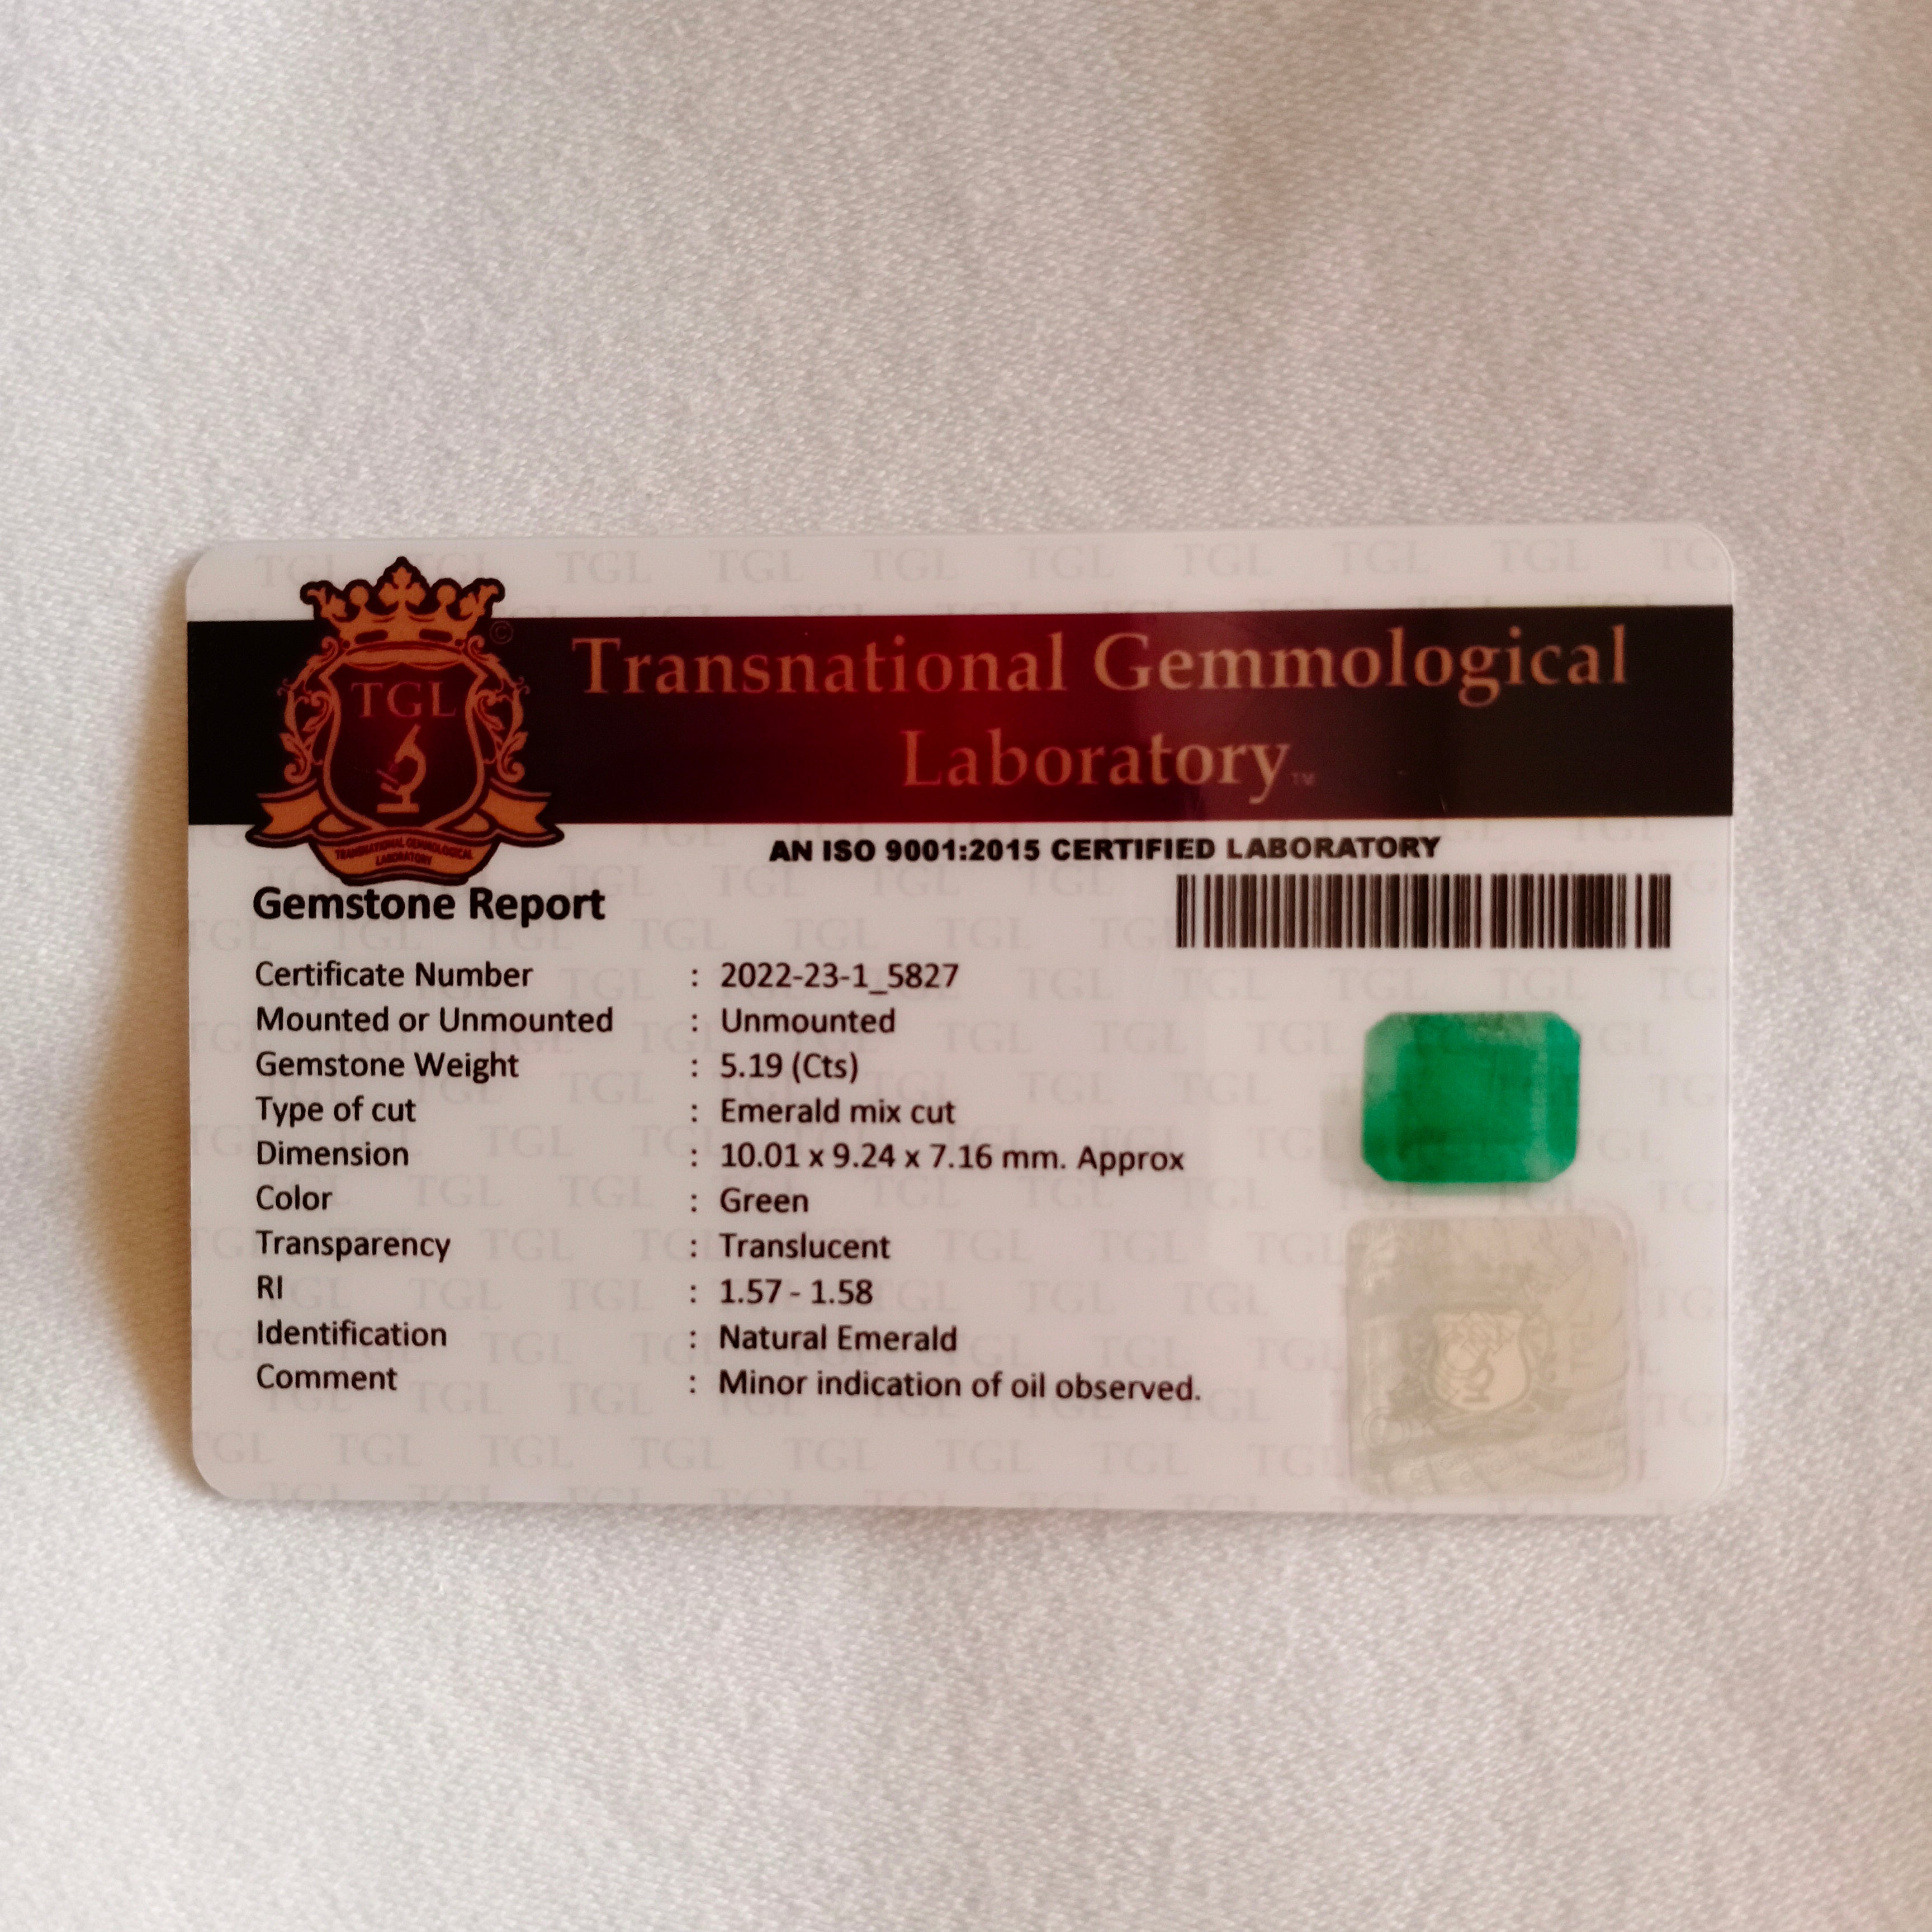 TGL
©
TRANSNATIONAL GEMMOLOGICAL
LABORATORY
Transnational Gemmological
Laboratory™
AN ISO 9001:2015 CERTIFIED LABORATORY
Gemstone Report
Certificate Number : 2022-23-1_5827
Mounted or Unmounted : Unmounted
Gemstone Weight : 5.19 (Cts)
Type of cut : Emerald mix cut
Dimension : 10.01 x 9.24 x 7.16 mm. Approx
Color : Green
Transparency : Translucent
RI : 1.57 - 1.58
Identification : Natural Emerald
Comment : Minor indication of oil observed.